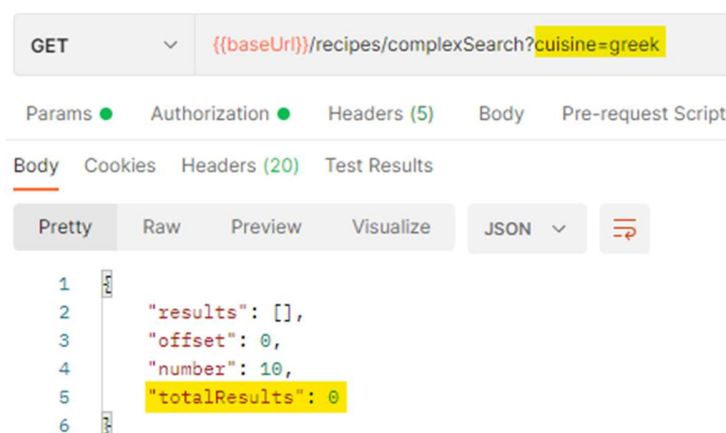 GET {{baseUrl}}/recipes/complexSearch?cuisine=greek
Params Authorization Headers (5) Body Pre-request Script
Body Cookies Headers (20) Test Results
Pretty Raw Preview Visualize JSON
1 {
2 "results": [],
3 "offset": 0,
4 "number": 10,
5 "totalResults": 0
6 }